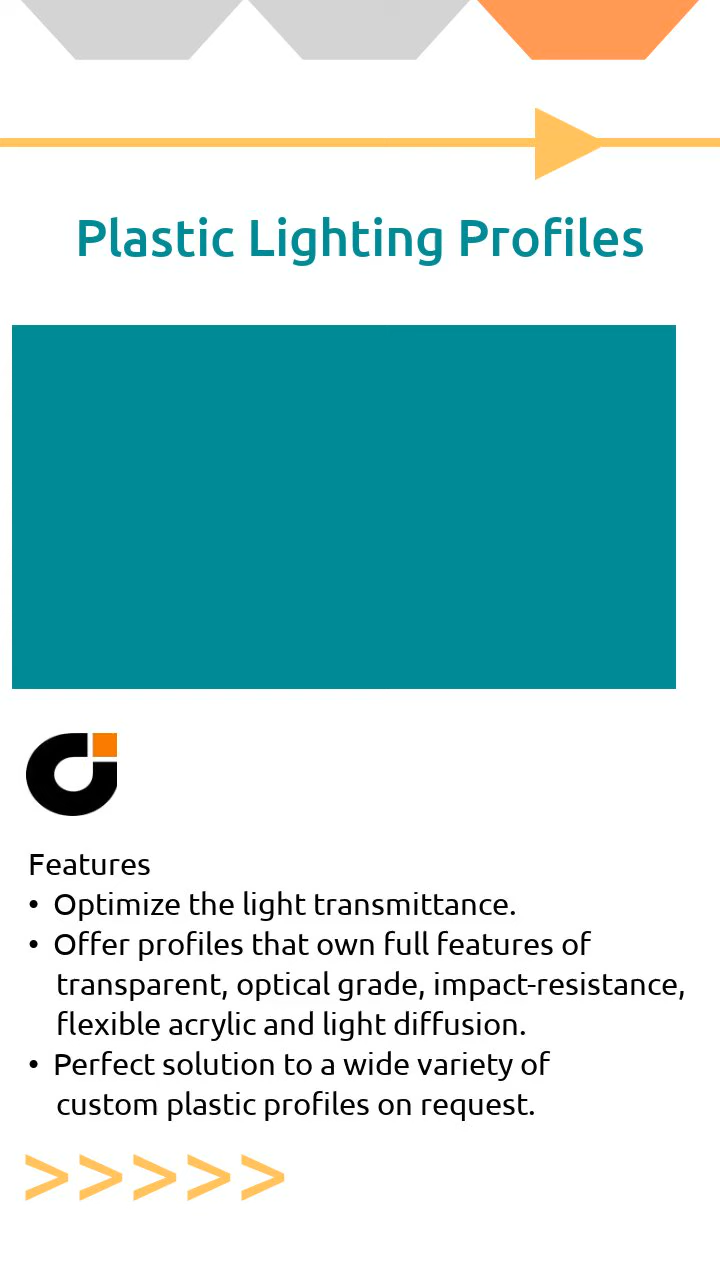 Plastic Lighting Profiles
Features
• Optimize the light transmittance.
• Offer profiles that own full features of
transparent, optical grade, impact-resistance,
flexible acrylic and light diffusion.
• Perfect solution to a wide variety of
custom plastic profiles on request.
>>>>>